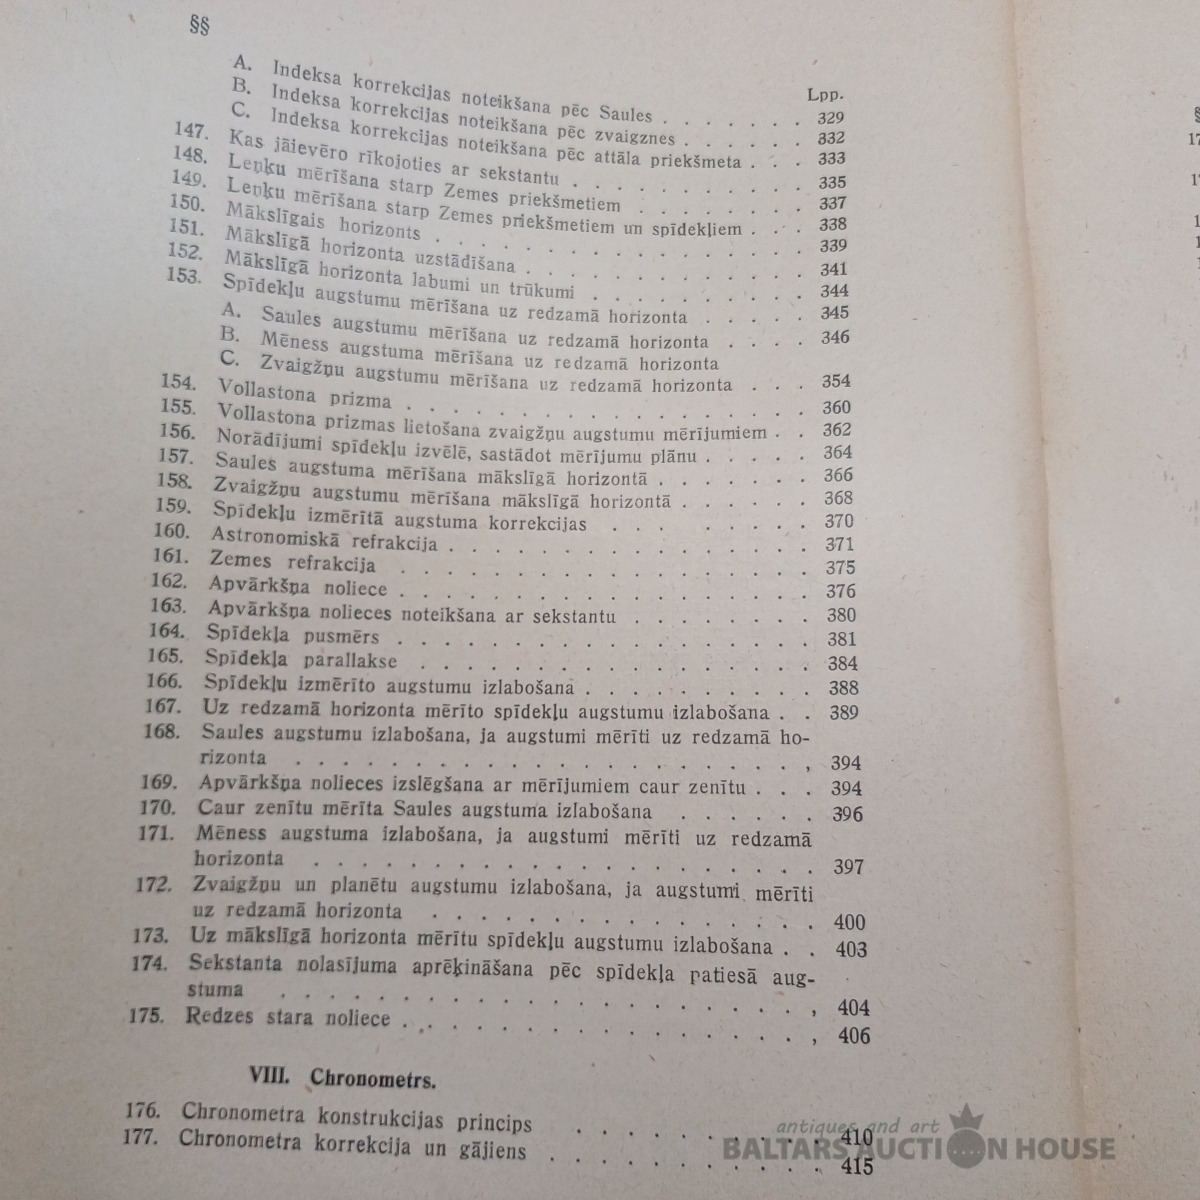 §§
Lpp.
A. Indeksa korrekcijas noteikšana pēc Saules . . . . . . . 329
B. Indeksa korrekcijas noteikšana pēc zvaigznes . . . . . . 332
C. Indeksa korrekcijas noteikšana pēc attāla priekšmeta . . . 333
147. Kas jāievēro rīkojoties ar sekstantu . . . . . . . . . . . 335
148. Leņķu mērīšana starp Zemes priekšmetiem . . . . . . . . 337
149. Leņķu mērīšana starp Zemes priekšmetiem un spīdekļiem . . . 338
150. Mākslīgais horizonts . . . . . . . . . . . . . . . . 339
151. Mākslīgā horizonta uzstādīšana . . . . . . . . . . . . 341
152. Mākslīgā horizonta labumi un trūkumi . . . . . . . . . 344
153. Spīdekļu augstumu mērīšana uz redzamā horizonta . . . . . 345
A. Saules augstumu mērīšana uz redzamā horizonta . . . . 346
B. Mēness augstuma mērīšana uz redzamā horizonta
C. Zvaigžņu augstumu mērīšana uz redzamā horizonta . . . 354
154. Vollastona prizma . . . . . . . . . . . . . . . . . . 360
155. Vollastona prizmas lietošana zvaigžņu augstumu mērījumiem . . 362
156. Norādījumi spīdekļu izvēlē, sastādot mērījumu plānu . . . . . 364
157. Saules augstuma mērīšana mākslīgā horizontā . . . . . . . 366
158. Zvaigžņu augstumu mērīšana mākslīgā horizontā . . . . . . 368
159. Spīdekļu izmērītā augstuma korrekcijas . . . . . . . . 370
160. Astronomiskā refrakcija . . . . . . . . . . . . . . . . 371
161. Zemes refrakcija . . . . . . . . . . . . . . . . . . 375
162. Apvārkšņa noliece . . . . . . . . . . . . . . . . . . 376
163. Apvārkšņa nolieces noteikšana ar sekstantu . . . . . . . . 380
164. Spīdekļa pusmērs . . . . . . . . . . . . . . . . . . 381
165. Spīdekļa parallakse . . . . . . . . . . . . . . . . . 384
166. Spīdekļu izmērīto augstumu izlabošana . . . . . . . . . . 388
167. Uz redzamā horizonta mērīto spīdekļu augstumu izlabošana . . 389
168. Saules augstumu izlabošana, ja augstumi mērīti uz redzamā ho-
rizonta . . . . . . . . . . . . . . . . . . . . . . , 394
169. Apvārkšņa nolieces izslēgšana ar mērījumiem caur zenītu . . . 394
170. Caur zenītu mērīta Saules augstuma izlabošana . . . . . . 396
171. Mēness augstuma izlabošana, ja augstumi mērīti uz redzamā
horizonta . . . . . . . . . . . . . . . . . . . . . 397
172. Zvaigžņu un planētu augstumu izlabošana, ja augstumi mērīti
uz redzamā horizonta . . . . . . . . . . . . . . . . 400
173. Uz mākslīgā horizonta mērītu spīdekļu augstumu izlabošana . . 403
174. Sekstanta nolasījuma aprēķināšana pēc spīdekļa patiesā aug-
stuma . . . . . . . . . . . . . . . . . . . . . . , 404
175. Redzes stara noliece . . . . . . . . . . . . . . . . . , 406
VIII. Chronometrs.
176. Chronometra konstrukcijas princips . . . . . . . . . . 410
177. Chronometra korrekcija un gājiens . . . . . . . . . . . 415
antiques and art
BALTARS AUCTION HOUSE